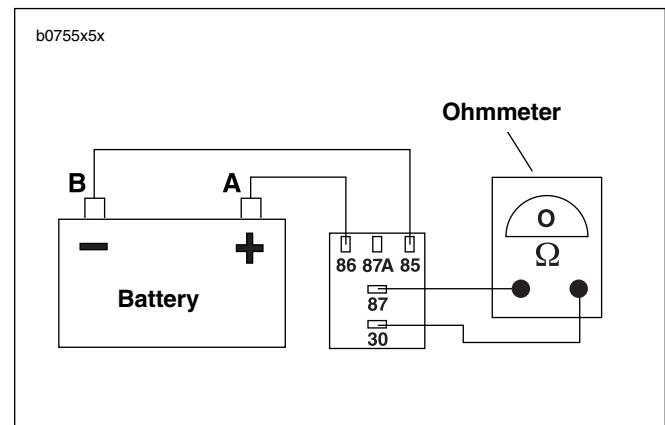 b0755x5x
Ohmmeter
B
A
− +
Battery
86 87A 85
87
30
O
Ω